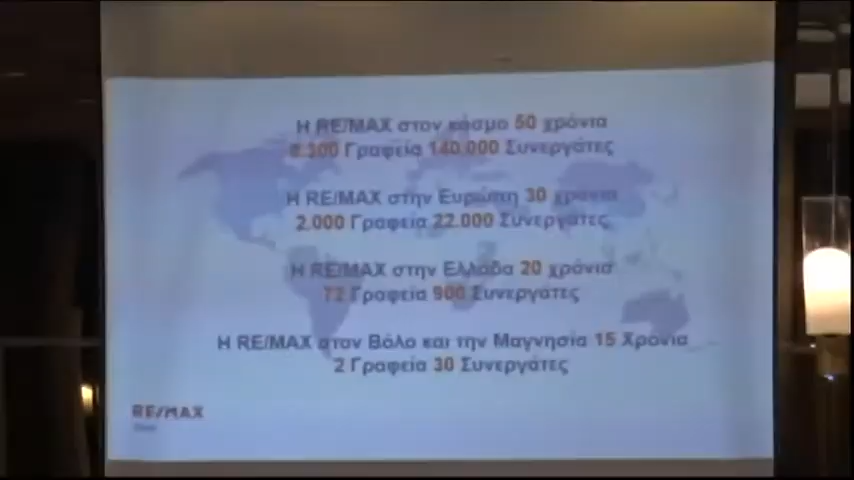 Η RE/MAX στον κόσμο 50 χρόνια
8.300 Γραφεία 140.000 Συνεργάτες
Η RE/MAX στην Ευρώπη 30 χρόνια
2.000 Γραφεία 22.000 Συνεργάτες
Η RE/MAX στην Ελλάδα 20 χρόνια
72 Γραφεία 900 Συνεργάτες
Η RE/MAX στον Βόλο και την Μαγνησία 15 Χρόνια
2 Γραφεία 30 Συνεργάτες
RE/MAX